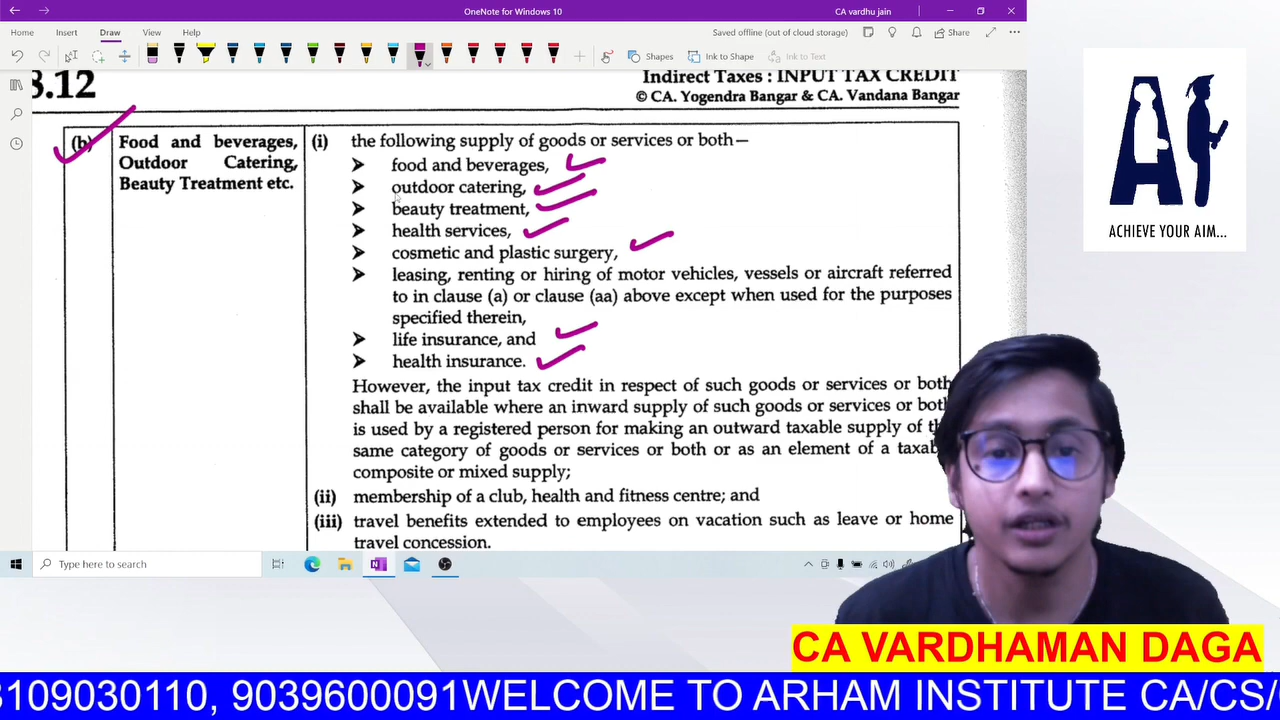 OneNote for Windows 10
CA vardhu jain
Home Insert Draw View Help
Saved offline (out of cloud storage)
Share
Shapes
Ink to Shape
Ink to Text
8.12
Indirect Taxes : INPUT TAX CREDIT
© CA. Yogendra Bangar & CA. Vandana Bangar
(b)
Food and beverages,
Outdoor Catering,
Beauty Treatment etc.
(i) the following supply of goods or services or both—
➤ food and beverages,
➤ outdoor catering,
➤ beauty treatment,
➤ health services,
➤ cosmetic and plastic surgery,
➤ leasing, renting or hiring of motor vehicles, vessels or aircraft referred
to in clause (a) or clause (aa) above except when used for the purposes
specified therein,
➤ life insurance, and
➤ health insurance.
However, the input tax credit in respect of such goods or services or both
shall be available where an inward supply of such goods or services or both
is used by a registered person for making an outward taxable supply of
same category of goods or services or both or as an element of a
composite or mixed supply;
(ii) membership of a club, health and fitness centre; and
(iii) travel benefits extended to employees on vacation such as leave or home
travel concession.
Type here to search
AI
ACHIEVE YOUR AIM...
CA VARDHAMAN DAGA
3109030110, 9039600091WELCOME TO ARHAM INSTITUTE CA/CS/